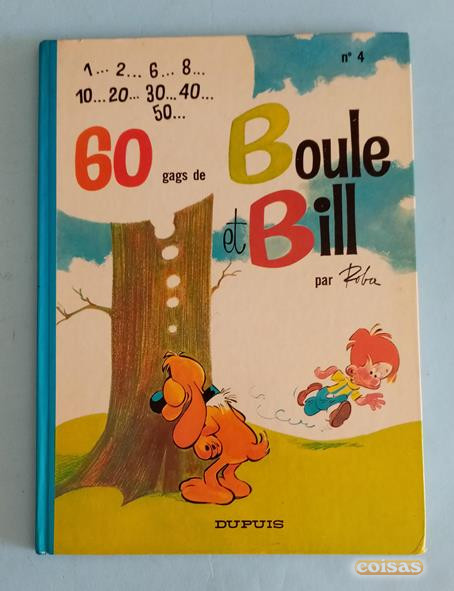 1... 2... 6... 8...
10... 20... 30... 40...
50...
n° 4
60 gags de Boule
et Bill
par Roba
DUPUIS
coisas